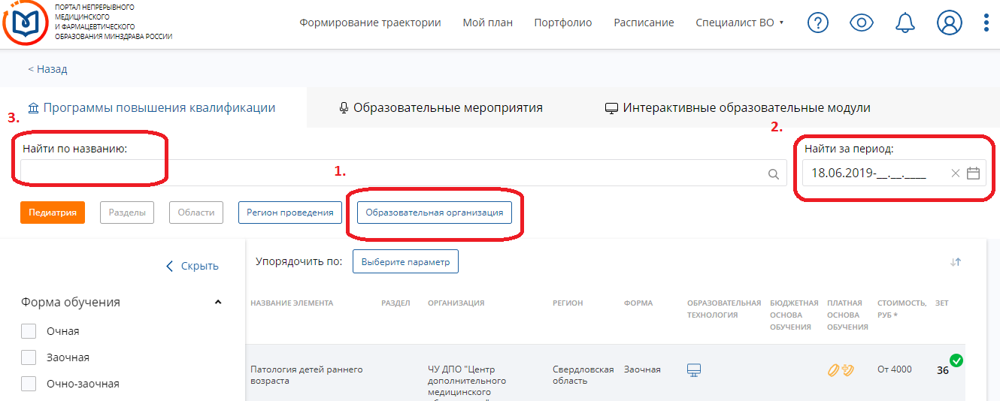 ПОРТАЛ НЕПРЕРЫВНОГО
МЕДИЦИНСКОГО
И ФАРМАЦЕВТИЧЕСКОГО
ОБРАЗОВАНИЯ МИНЗДРАВА РОССИИ
Формирование траектории Мой план Портфолио Расписание Специалист ВО
?
< Назад
Программы повышения квалификации Образовательные мероприятия Интерактивные образовательные модули
3.
2.
Найти по названию: Найти за период:
1.
18.06.2019-__.__.____
Педиатрия Разделы Области Регион проведения Образовательная организация
Скрыть Упорядочить по: Выберите параметр
Форма обучения
Очная
Заочная
Очно-заочная
НАЗВАНИЕ ЭЛЕМЕНТА РАЗДЕЛ ОРГАНИЗАЦИЯ РЕГИОН ФОРМА ОБРАЗОВАТЕЛЬНАЯ БЮДЖЕТНАЯ ПЛАТНАЯ СТОИМОСТЬ, ЗЕТ
ТЕХНОЛОГИЯ ОСНОВА ОСНОВА РУБ *
ОБУЧЕНИЯ ОБУЧЕНИЯ
Патология детей раннего ЧУ ДПО "Центр Свердловская Заочная От 4000 36
возраста дополнительного область
медицинского